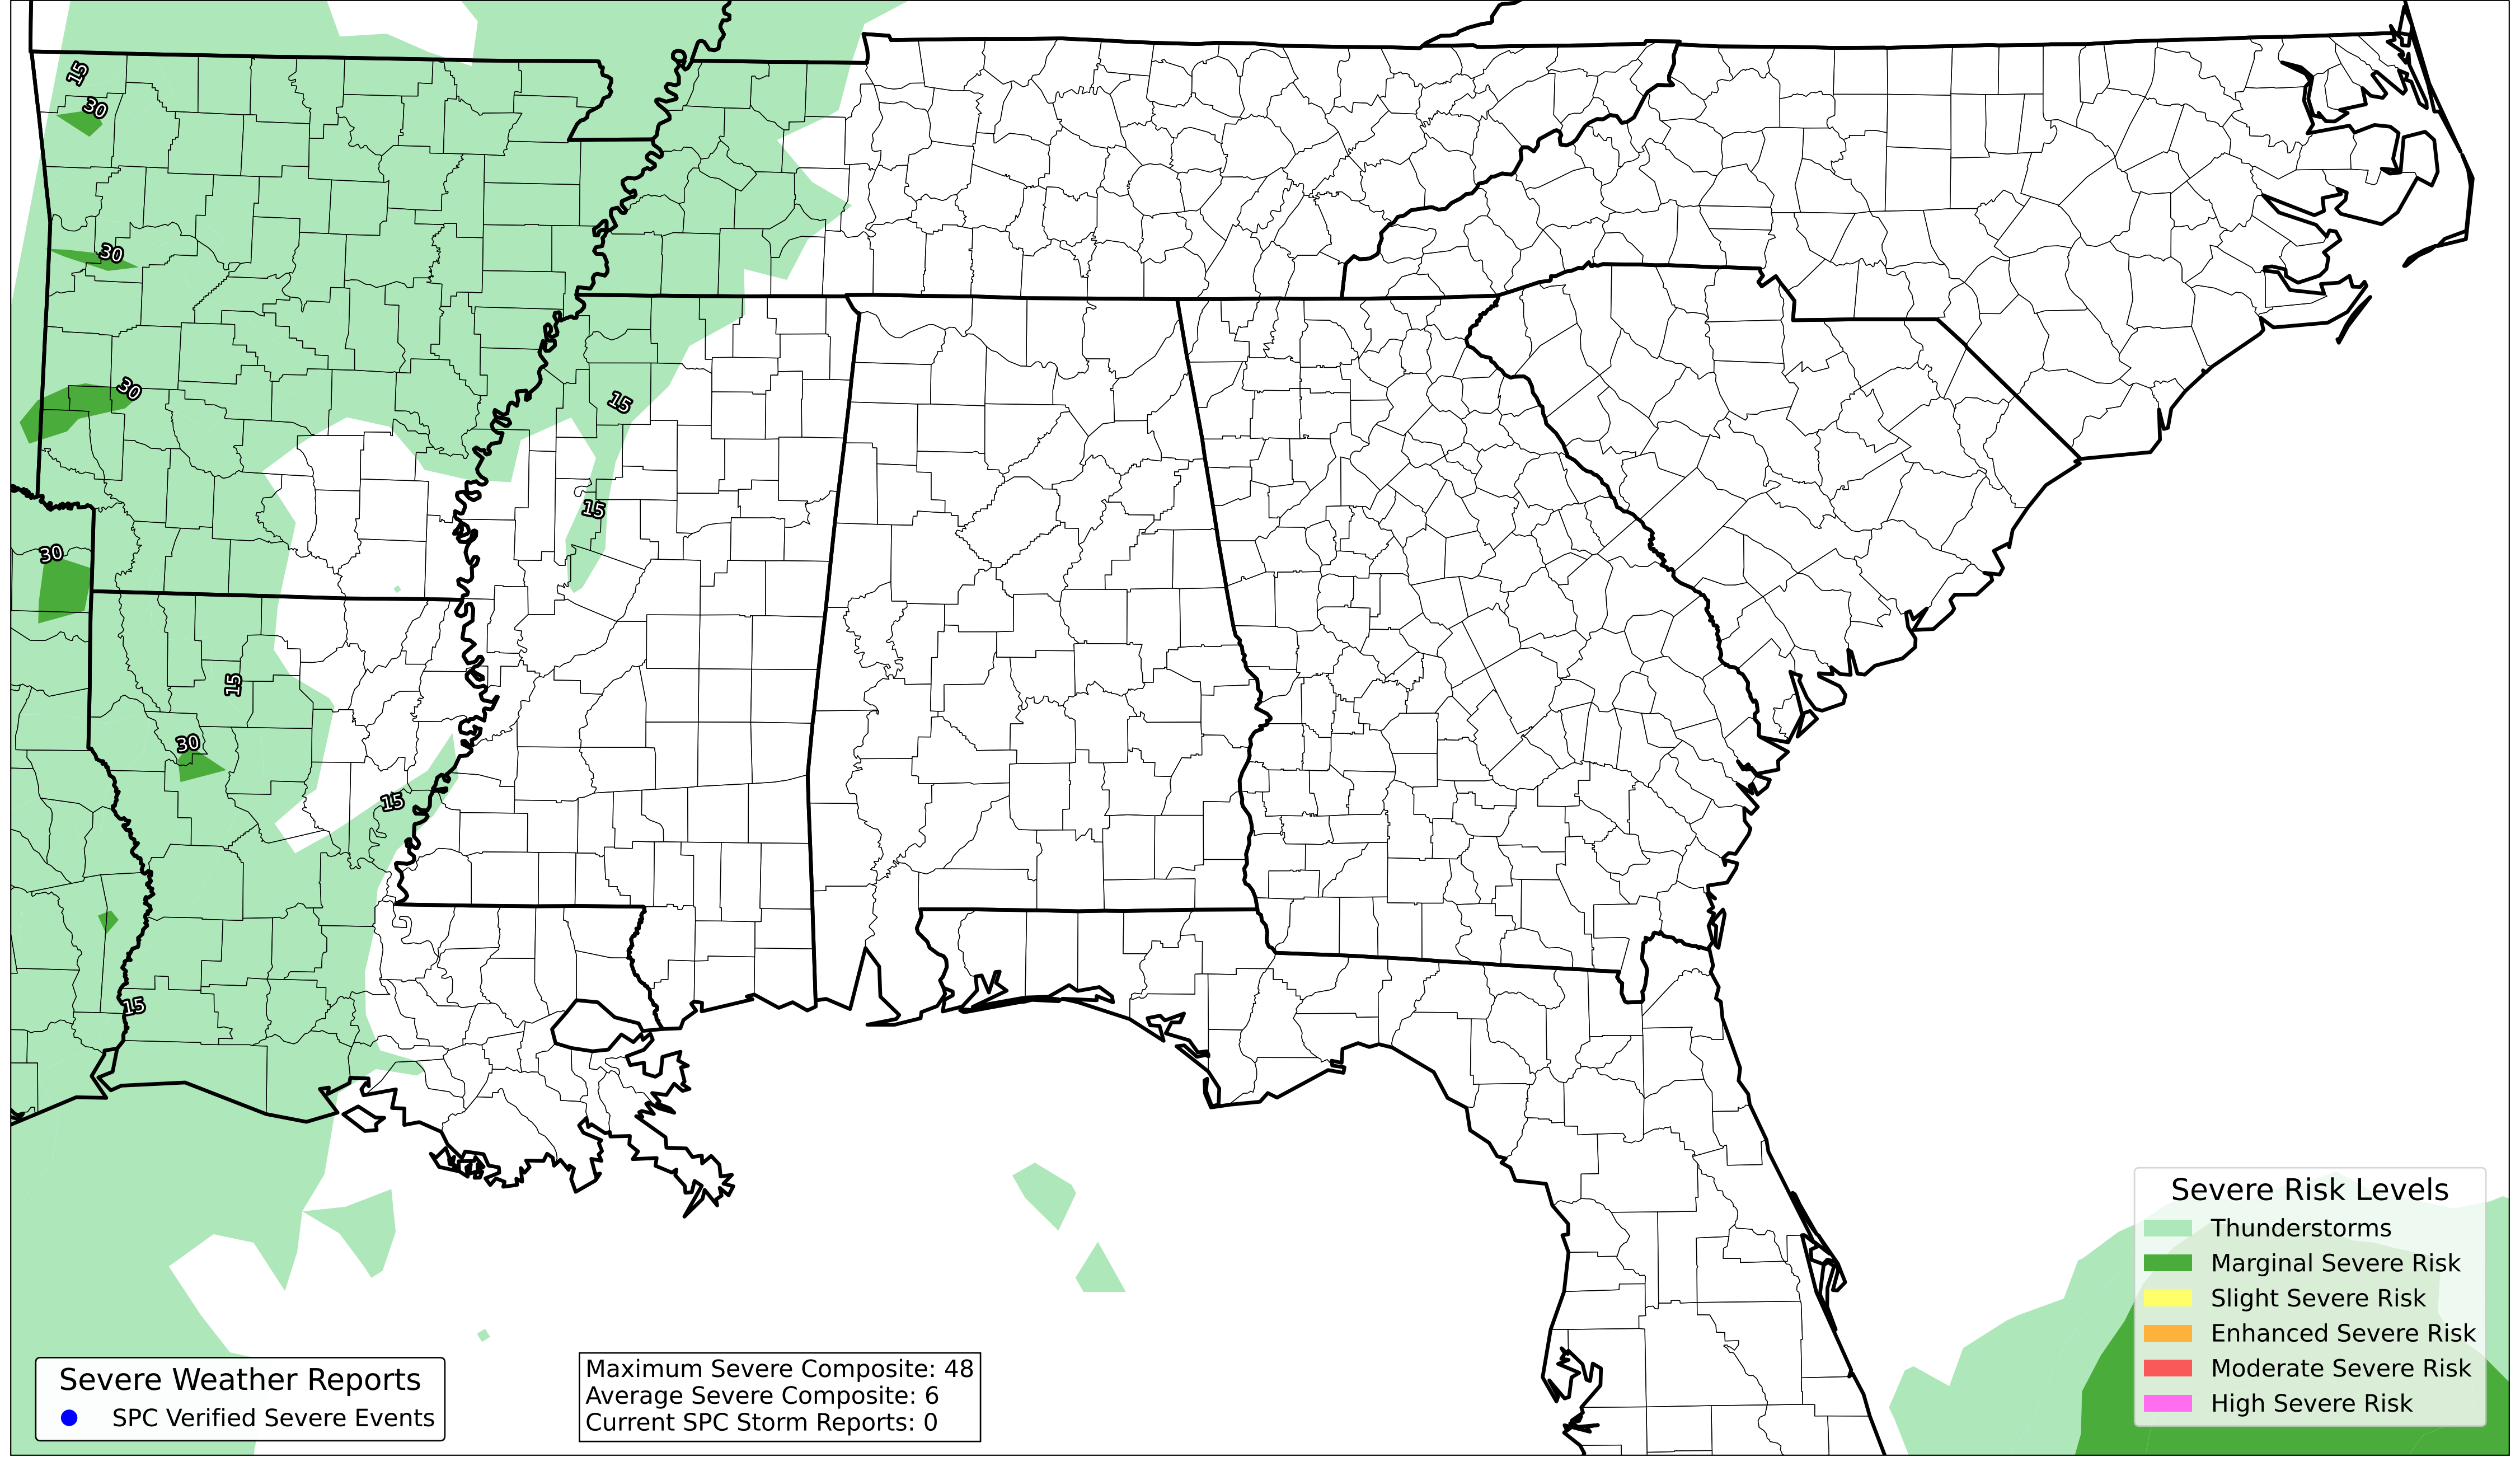 15
30
30
30
15
15
30
15
30
15
15
Severe Risk Levels
Thunderstorms
Marginal Severe Risk
Slight Severe Risk
Enhanced Severe Risk
Moderate Severe Risk
High Severe Risk
Severe Weather Reports
SPC Verified Severe Events
Maximum Severe Composite: 48
Average Severe Composite: 6
Current SPC Storm Reports: 0